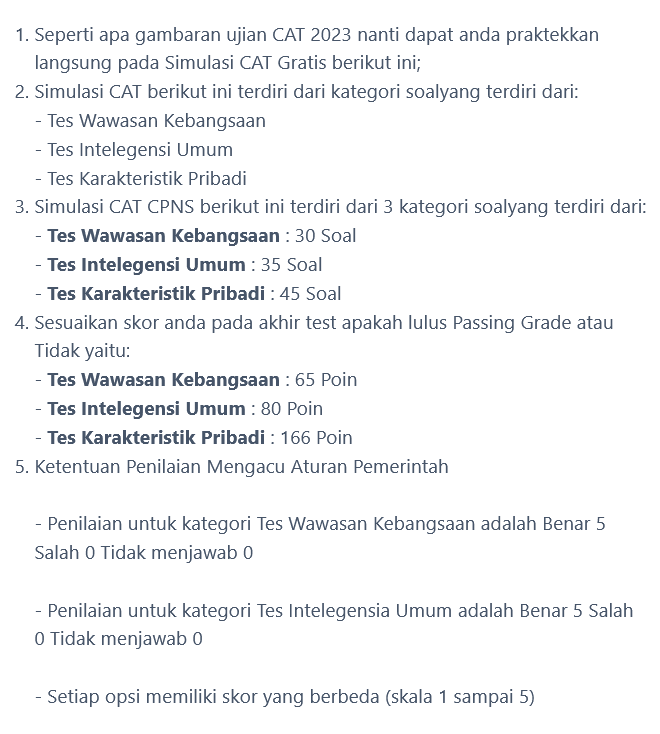 1. Seperti apa gambaran ujian CAT 2023 nanti dapat anda praktekkan
langsung pada Simulasi CAT Gratis berikut ini;
2. Simulasi CAT berikut ini terdiri dari kategori soalyang terdiri dari:
- Tes Wawasan Kebangsaan
- Tes Intelegensi Umum
- Tes Karakteristik Pribadi
3. Simulasi CAT CPNS berikut ini terdiri dari 3 kategori soalyang terdiri dari:
- Tes Wawasan Kebangsaan : 30 Soal
- Tes Intelegensi Umum : 35 Soal
- Tes Karakteristik Pribadi : 45 Soal
4. Sesuaikan skor anda pada akhir test apakah lulus Passing Grade atau
Tidak yaitu:
- Tes Wawasan Kebangsaan : 65 Poin
- Tes Intelegensi Umum : 80 Poin
- Tes Karakteristik Pribadi : 166 Poin
5. Ketentuan Penilaian Mengacu Aturan Pemerintah
- Penilaian untuk kategori Tes Wawasan Kebangsaan adalah Benar 5
Salah 0 Tidak menjawab 0
- Penilaian untuk kategori Tes Intelegensia Umum adalah Benar 5 Salah
0 Tidak menjawab 0
- Setiap opsi memiliki skor yang berbeda (skala 1 sampai 5)